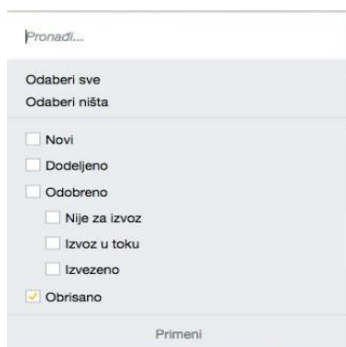 Pronađi...
Odaberi sve
Odaberi ništa
Novi
Dodeljeno
Odobreno
Nije za izvoz
Izvoz u toku
Izvezeno
Obrisano
Primeni